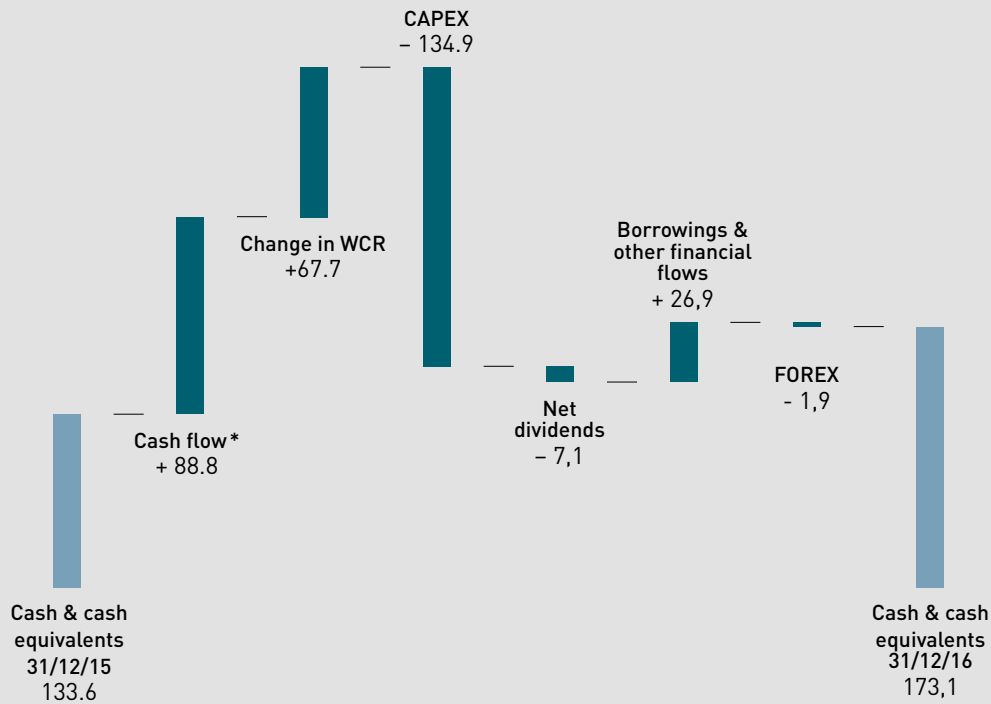 CAPEX
– 134.9
Change in WCR
+67.7
Borrowings &
other financial
flows
+ 26,9
FOREX
- 1,9
Net
dividends
– 7,1
Cash flow *
+ 88.8
Cash & cash
equivalents
31/12/15
133.6
Cash & cash
equivalents
31/12/16
173,1